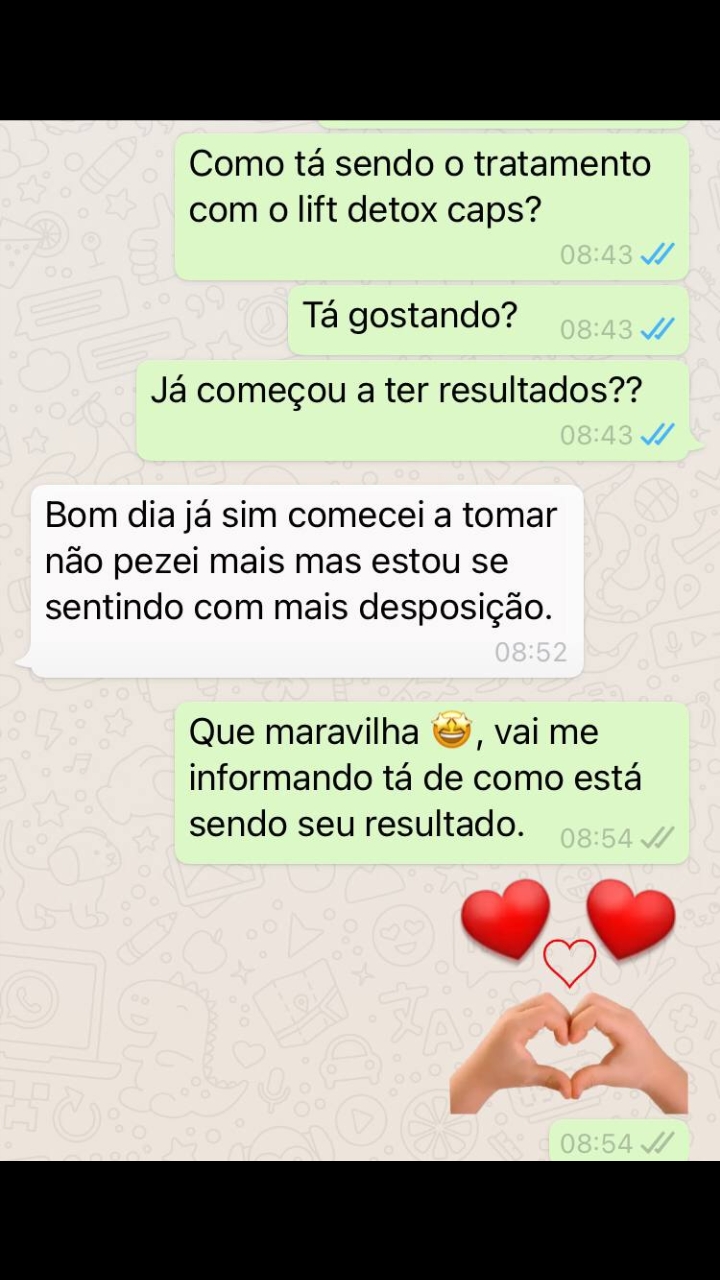 Como tá sendo o tratamento
com o lift detox caps?
08:43
Tá gostando?
08:43
Já começou a ter resultados??
08:43
Bom dia já sim comecei a tomar
não pezei mais mas estou se
sentindo com mais desposição.
08:52
Que maravilha 🤩, vai me
informando tá de como está
sendo seu resultado.
08:54
08:54